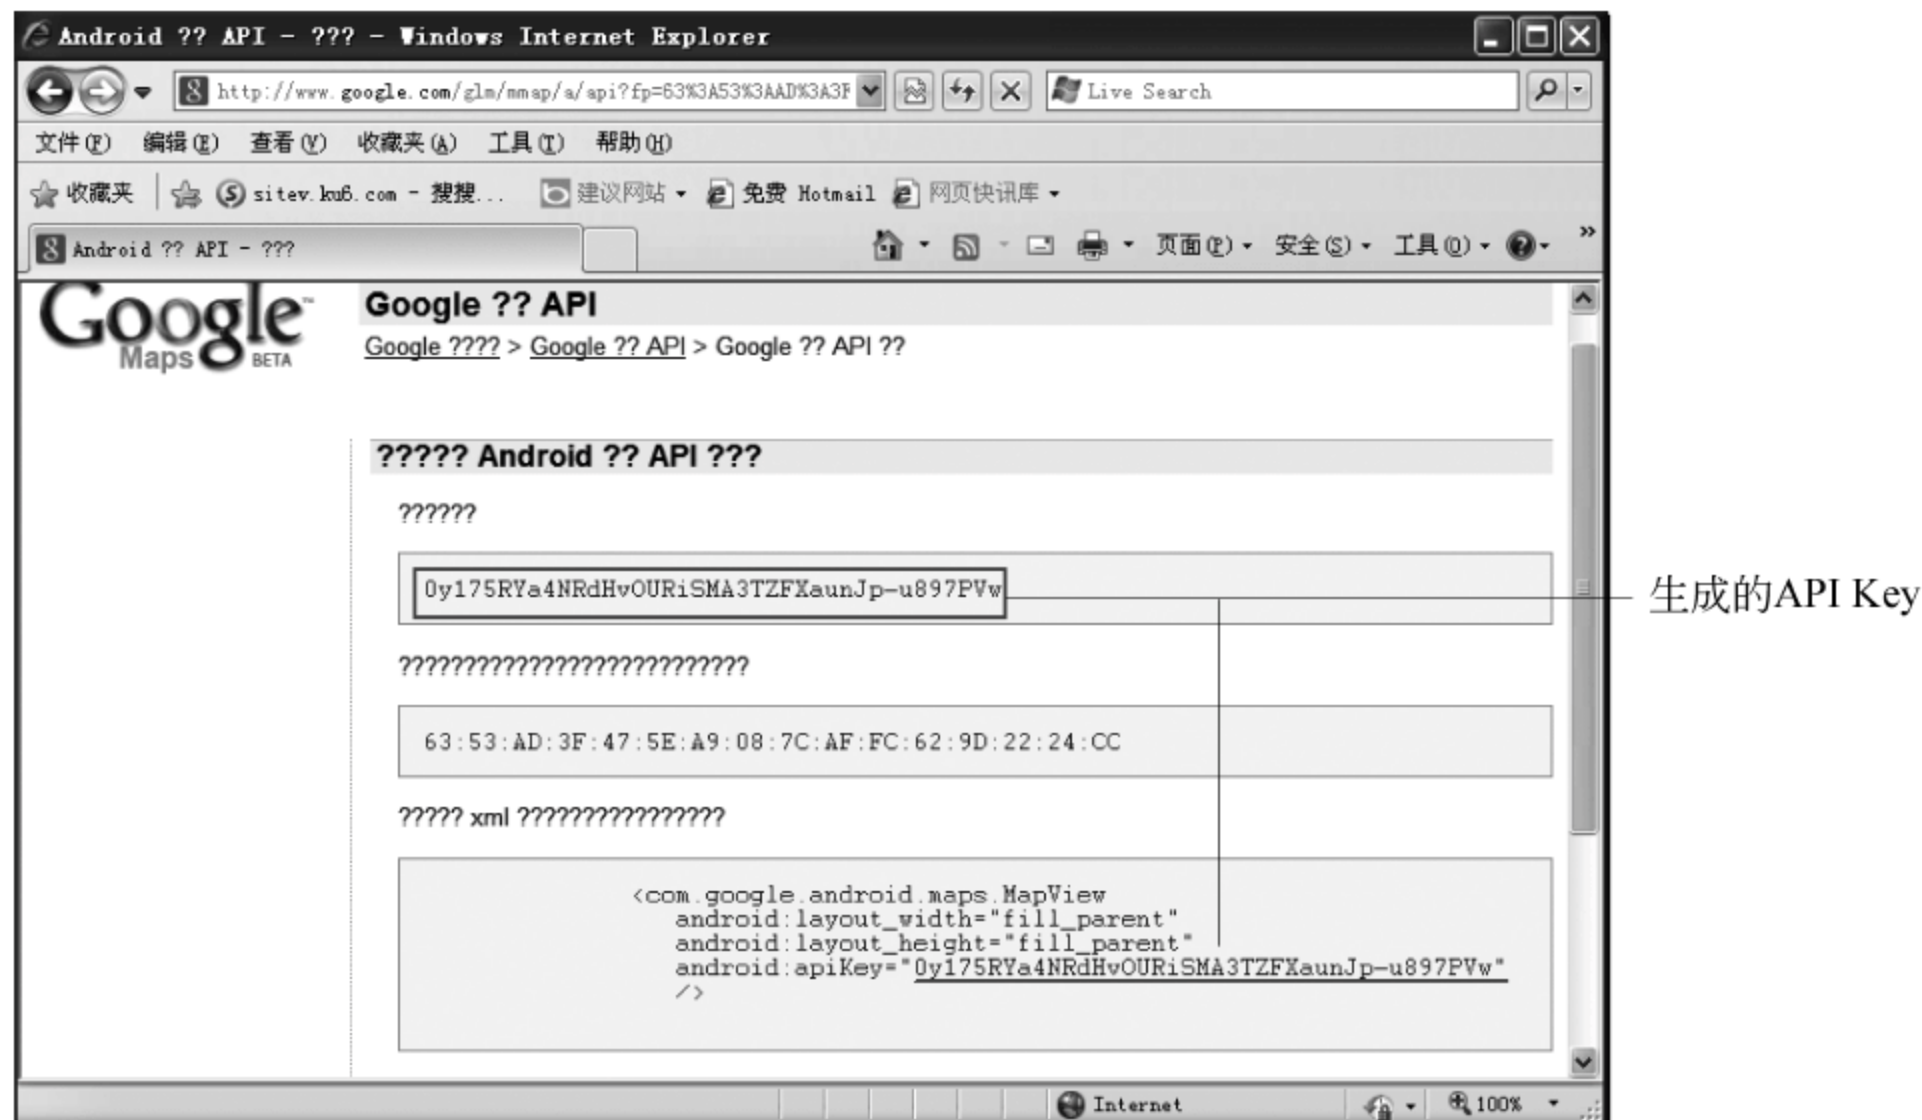 Android ?? API - ??? - Windows Internet Explorer
http://www.google.com/glm/mmap/a/api?fp=63%3A53%3AAD%3A3F
Live Search
文件(F) 编辑(E) 查看(V) 收藏夹(A) 工具(T) 帮助(H)
收藏夹 sitev.ku6.com - 搜搜... 建议网站 免费 Hotmail 网页快讯库
Android ?? API - ???
页面(P) 安全(S) 工具(O) »
Google™ Maps BETA
Google ?? API
Google ???? > Google ?? API > Google ?? API ??
????? Android ?? API ???
??????
0y175RYa4NRdHvOURiSMA3TZFXaunJp-u897PVw
生成的API Key
???????????????????????????
63:53:AD:3F:47:5E:A9:08:7C:AF:FC:62:9D:22:24:CC
????? xml ????????????????
<com.google.android.maps.MapView
android:layout_width="fill_parent"
android:layout_height="fill_parent"
android:apiKey="0y175RYa4NRdHvOURiSMA3TZFXaunJp-u897PVw"
/>
Internet
100%